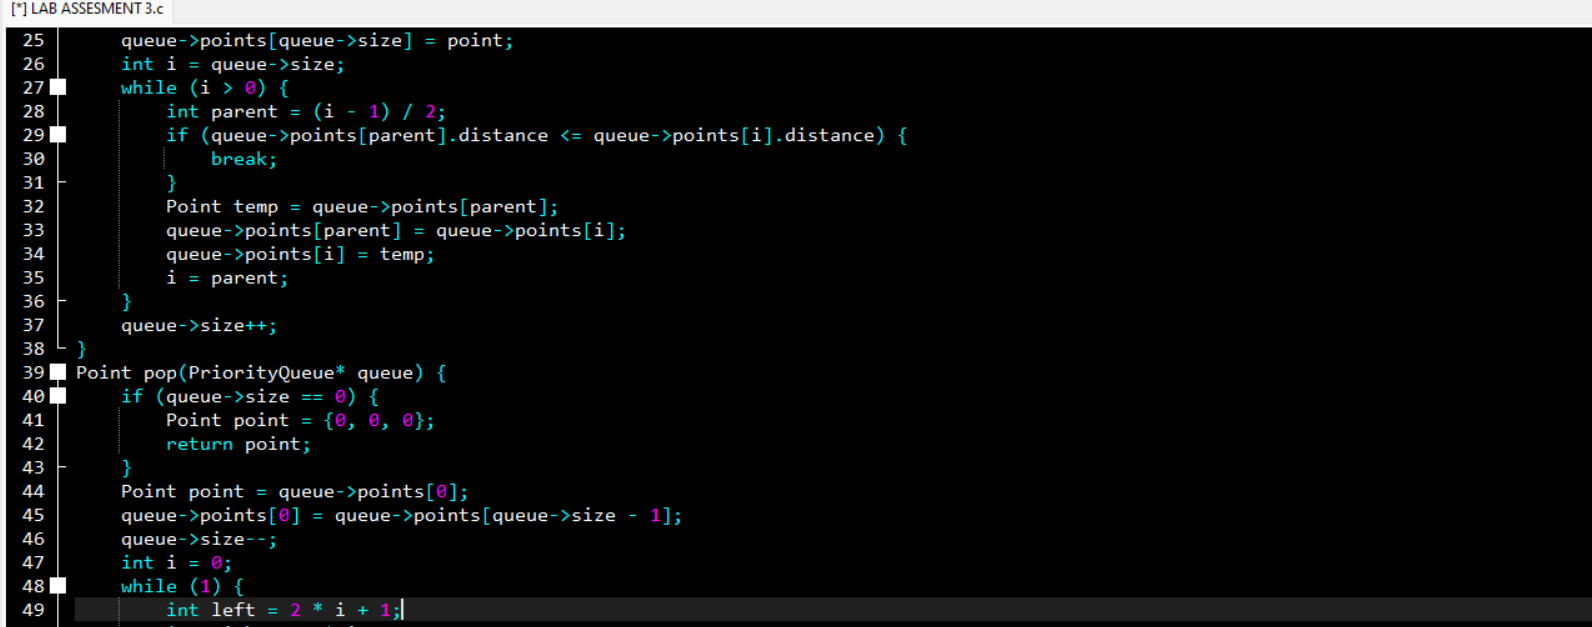 [*] LAB ASSESMENT 3.c
25 queue->points[queue->size] = point;
26 int i = queue->size;
27 while (i > 0) {
28 int parent = (i - 1) / 2;
29 if (queue->points[parent].distance <= queue->points[i].distance) {
30 break;
31 }
32 Point temp = queue->points[parent];
33 queue->points[parent] = queue->points[i];
34 queue->points[i] = temp;
35 i = parent;
36 }
37 queue->size++;
38 }
39 Point pop(PriorityQueue* queue) {
40 if (queue->size == 0) {
41 Point point = {0, 0, 0};
42 return point;
43 }
44 Point point = queue->points[0];
45 queue->points[0] = queue->points[queue->size - 1];
46 queue->size--;
47 int i = 0;
48 while (1) {
49 int left = 2 * i + 1;